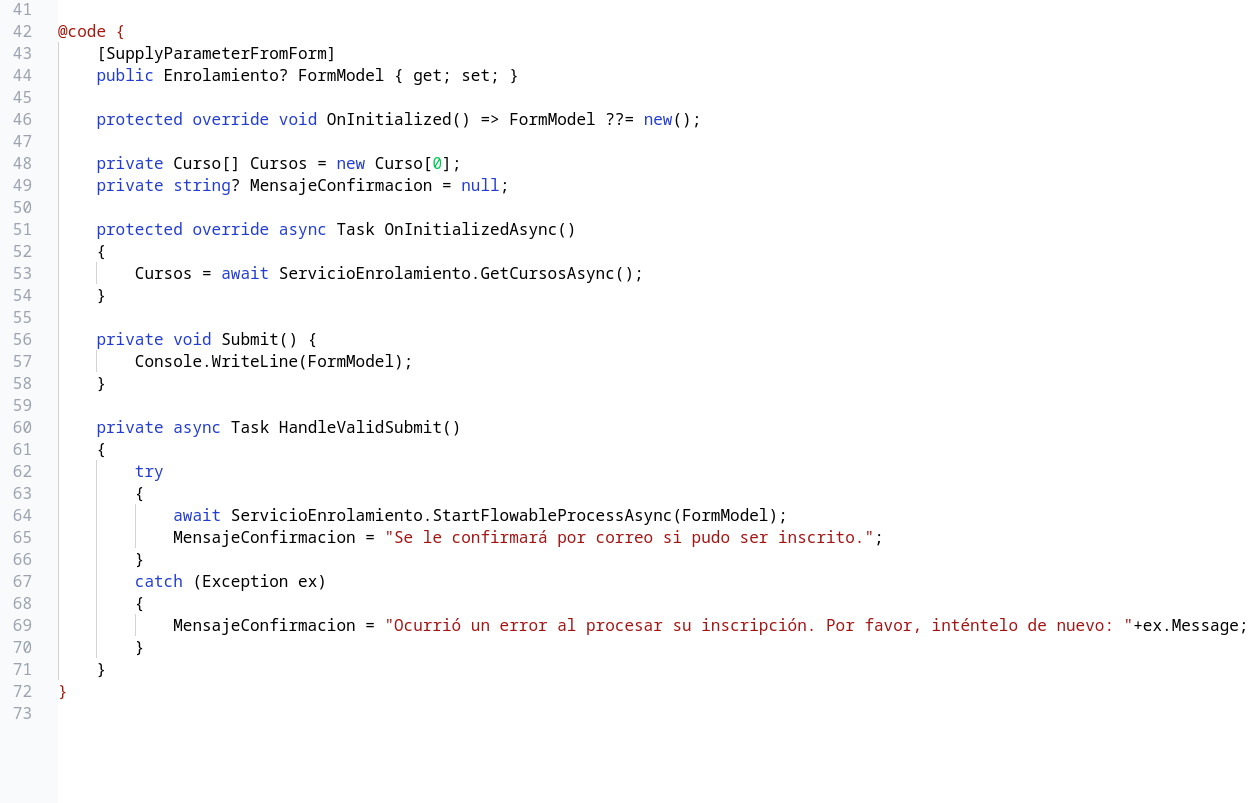 41
42 @code {
43     [SupplyParameterFromForm]
44     public Enrolamiento? FormModel { get; set; }
45
46     protected override void OnInitialized() => FormModel ??= new();
47
48     private Curso[] Cursos = new Curso[0];
49     private string? MensajeConfirmacion = null;
50
51     protected override async Task OnInitializedAsync()
52     {
53         Cursos = await ServicioEnrolamiento.GetCursosAsync();
54     }
55
56     private void Submit() {
57         Console.WriteLine(FormModel);
58     }
59
60     private async Task HandleValidSubmit()
61     {
62         try
63         {
64             await ServicioEnrolamiento.StartFlowableProcessAsync(FormModel);
65             MensajeConfirmacion = "Se le confirmará por correo si pudo ser inscrito.";
66         }
67         catch (Exception ex)
68         {
69             MensajeConfirmacion = "Ocurrió un error al procesar su inscripción. Por favor, inténtelo de nuevo: "+ex.Message;
70         }
71     }
72 }
73